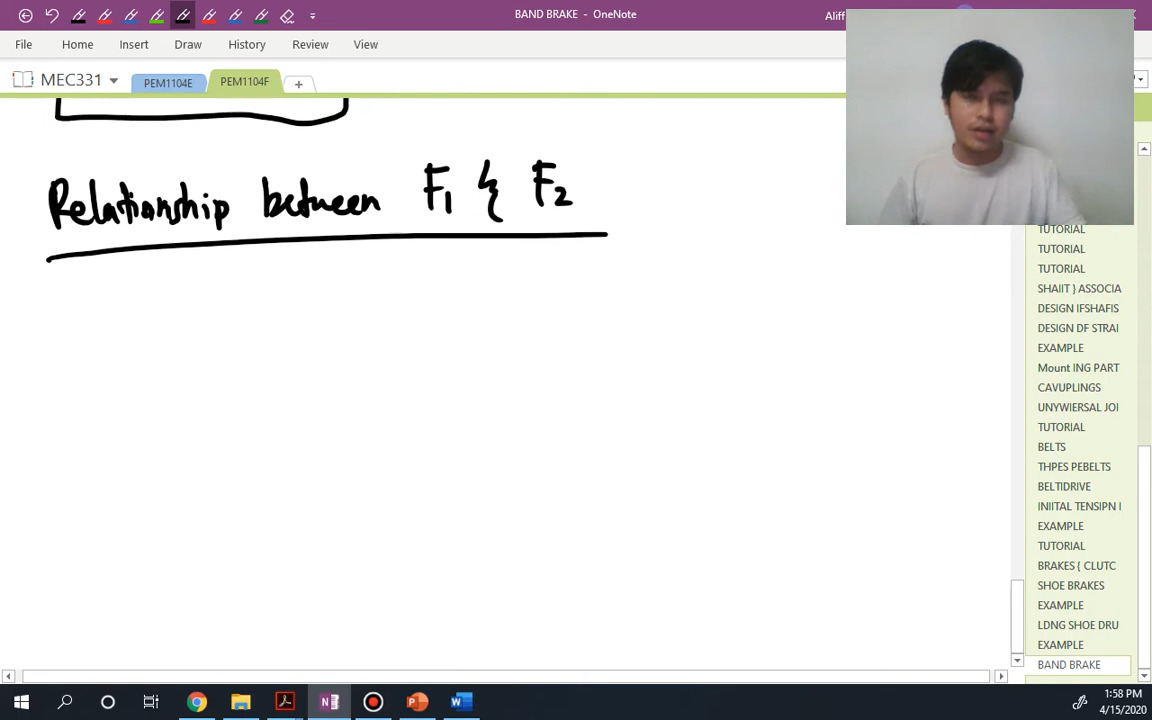 BAND BRAKE - OneNote
Aliff
File Home Insert Draw History Review View
MEC331 PEM1104E PEM1104F
Relationship between F1 & F2
TUTORIAL
TUTORIAL
TUTORIAL
SHAIIT } ASSOCIA
DESIGN IFSHAFIS
DESIGN DF STRAI
EXAMPLE
Mount ING PART
CAVUPLINGS
UNYWIERSAL JOI
TUTORIAL
BELTS
THPES PEBELTS
BELTIDRIVE
INIITAL TENSIPN I
EXAMPLE
TUTORIAL
BRAKES { CLUTC
SHOE BRAKES
EXAMPLE
LDNG SHOE DRU
EXAMPLE
BAND BRAKE
1:58 PM
4/15/2020